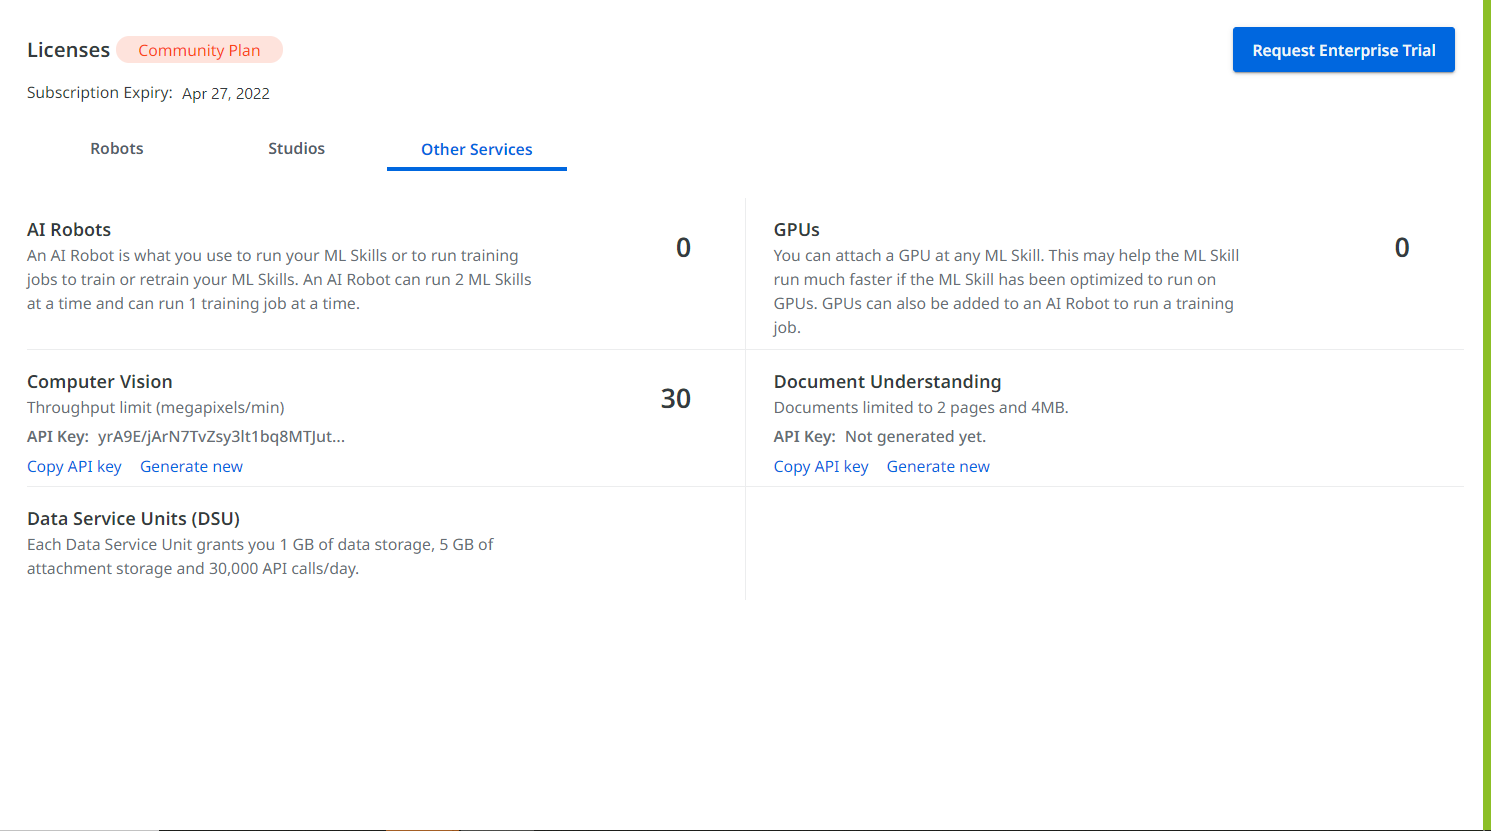 Licenses Community Plan
Request Enterprise Trial
Subscription Expiry: Apr 27, 2022
Robots Studios Other Services
AI Robots
0
An AI Robot is what you use to run your ML Skills or to run training
jobs to train or retrain your ML Skills. An AI Robot can run 2 ML Skills
at a time and can run 1 training job at a time.
GPUs
0
You can attach a GPU at any ML Skill. This may help the ML Skill
run much faster if the ML Skill has been optimized to run on
GPUs. GPUs can also be added to an AI Robot to run a training
job.
Computer Vision
30
Throughput limit (megapixels/min)
API Key: yrA9E/jArN7TvZsy3lt1bq8MTJut...
Copy API key Generate new
Document Understanding
Documents limited to 2 pages and 4MB.
API Key: Not generated yet.
Copy API key Generate new
Data Service Units (DSU)
Each Data Service Unit grants you 1 GB of data storage, 5 GB of
attachment storage and 30,000 API calls/day.